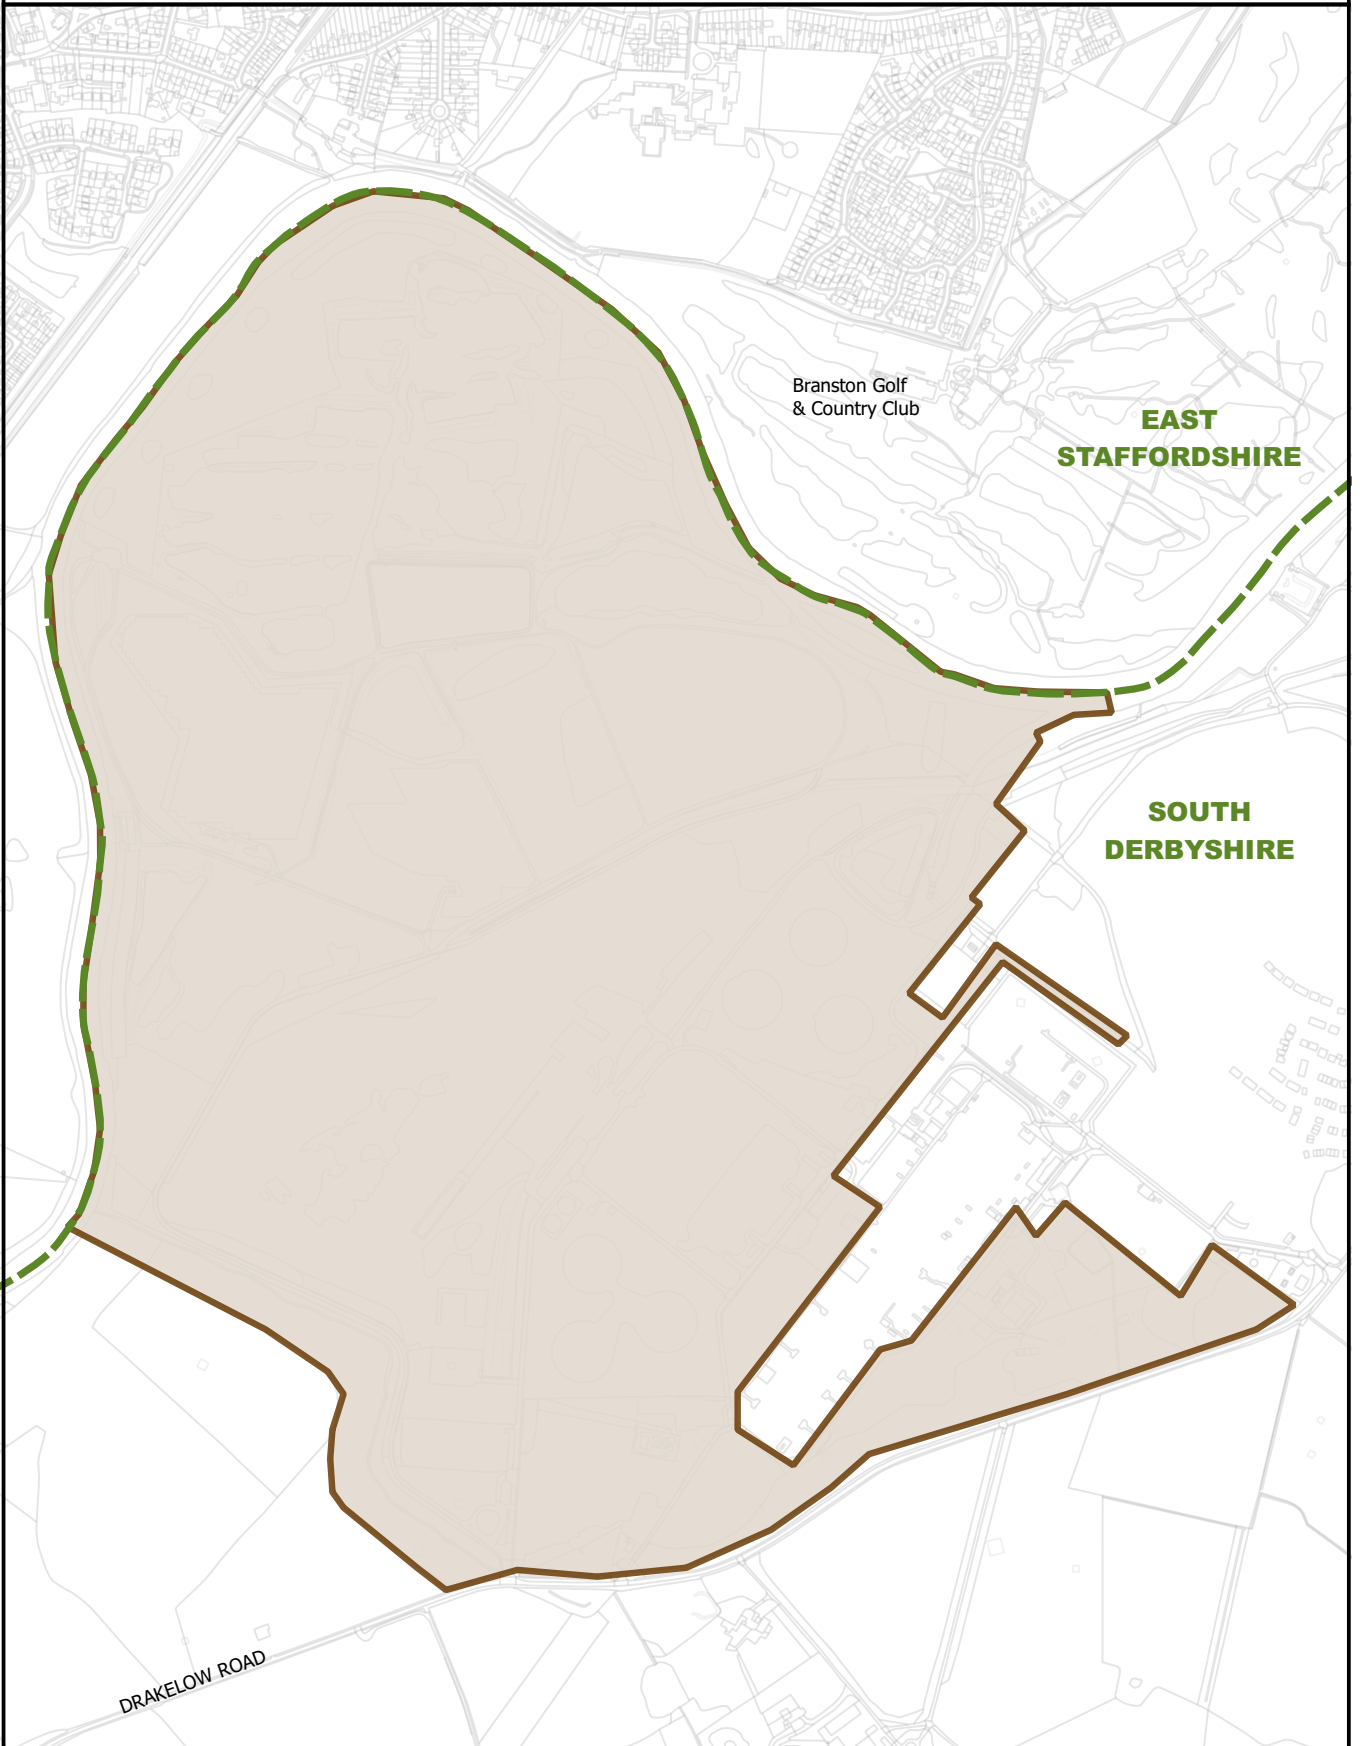 Branston Golf
& Country Club
EAST
STAFFORDSHIRE
SOUTH
DERBYSHIRE
DRAKELOW ROAD